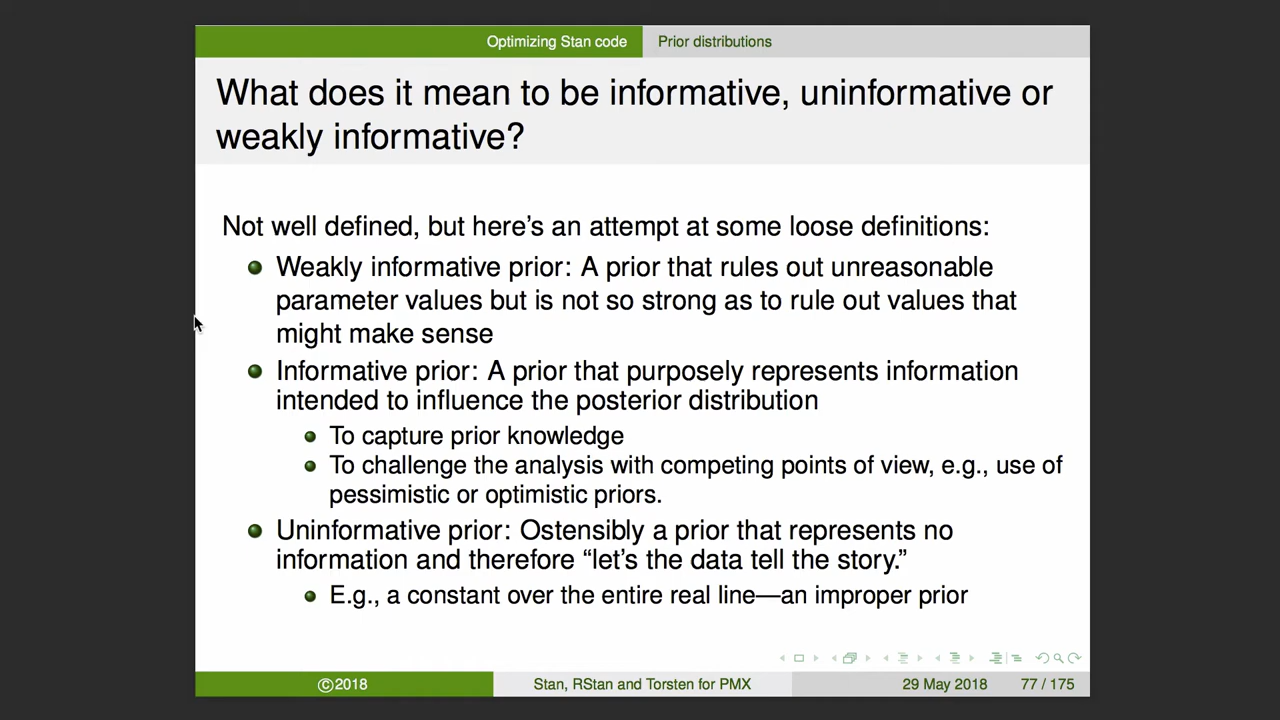 Optimizing Stan code Prior distributions
What does it mean to be informative, uninformative or
weakly informative?
Not well defined, but here's an attempt at some loose definitions:
Weakly informative prior: A prior that rules out unreasonable
parameter values but is not so strong as to rule out values that
might make sense
Informative prior: A prior that purposely represents information
intended to influence the posterior distribution
To capture prior knowledge
To challenge the analysis with competing points of view, e.g., use of
pessimistic or optimistic priors.
Uninformative prior: Ostensibly a prior that represents no
information and therefore “let's the data tell the story.”
E.g., a constant over the entire real line—an improper prior
©2018 Stan, RStan and Torsten for PMX 29 May 2018 77 / 175